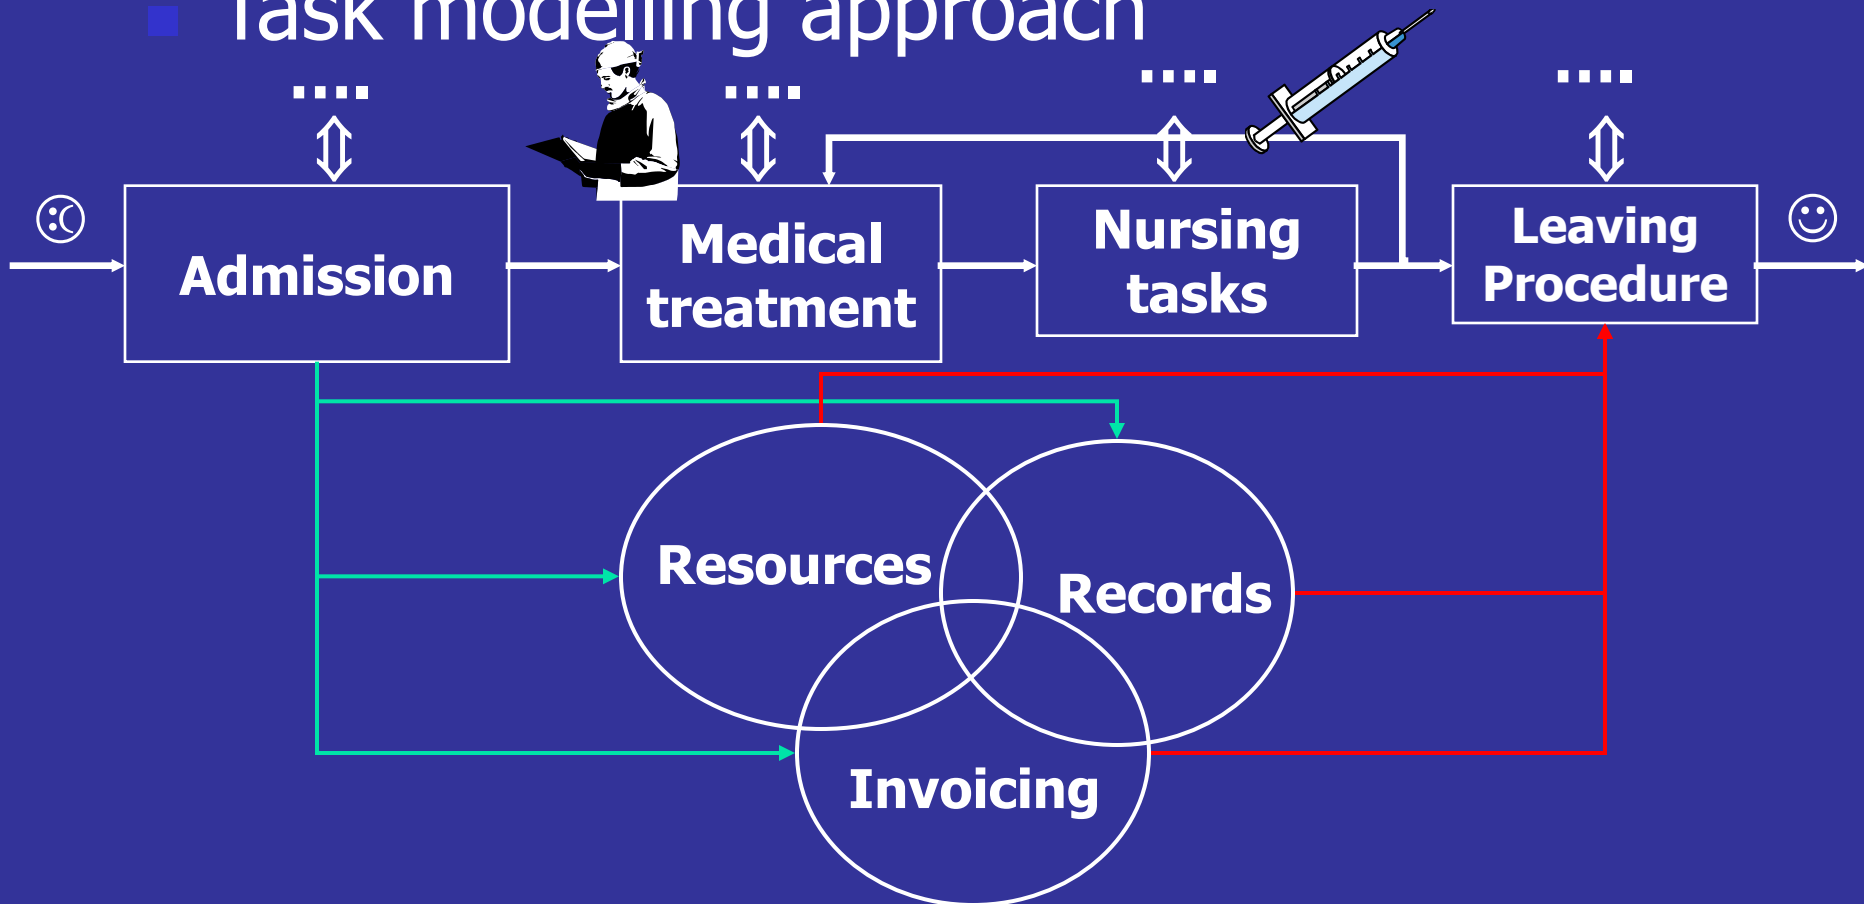 Task modelling approach
Admission
Medical
treatment
Nursing
tasks
Leaving
Procedure
Resources
Records
Invoicing